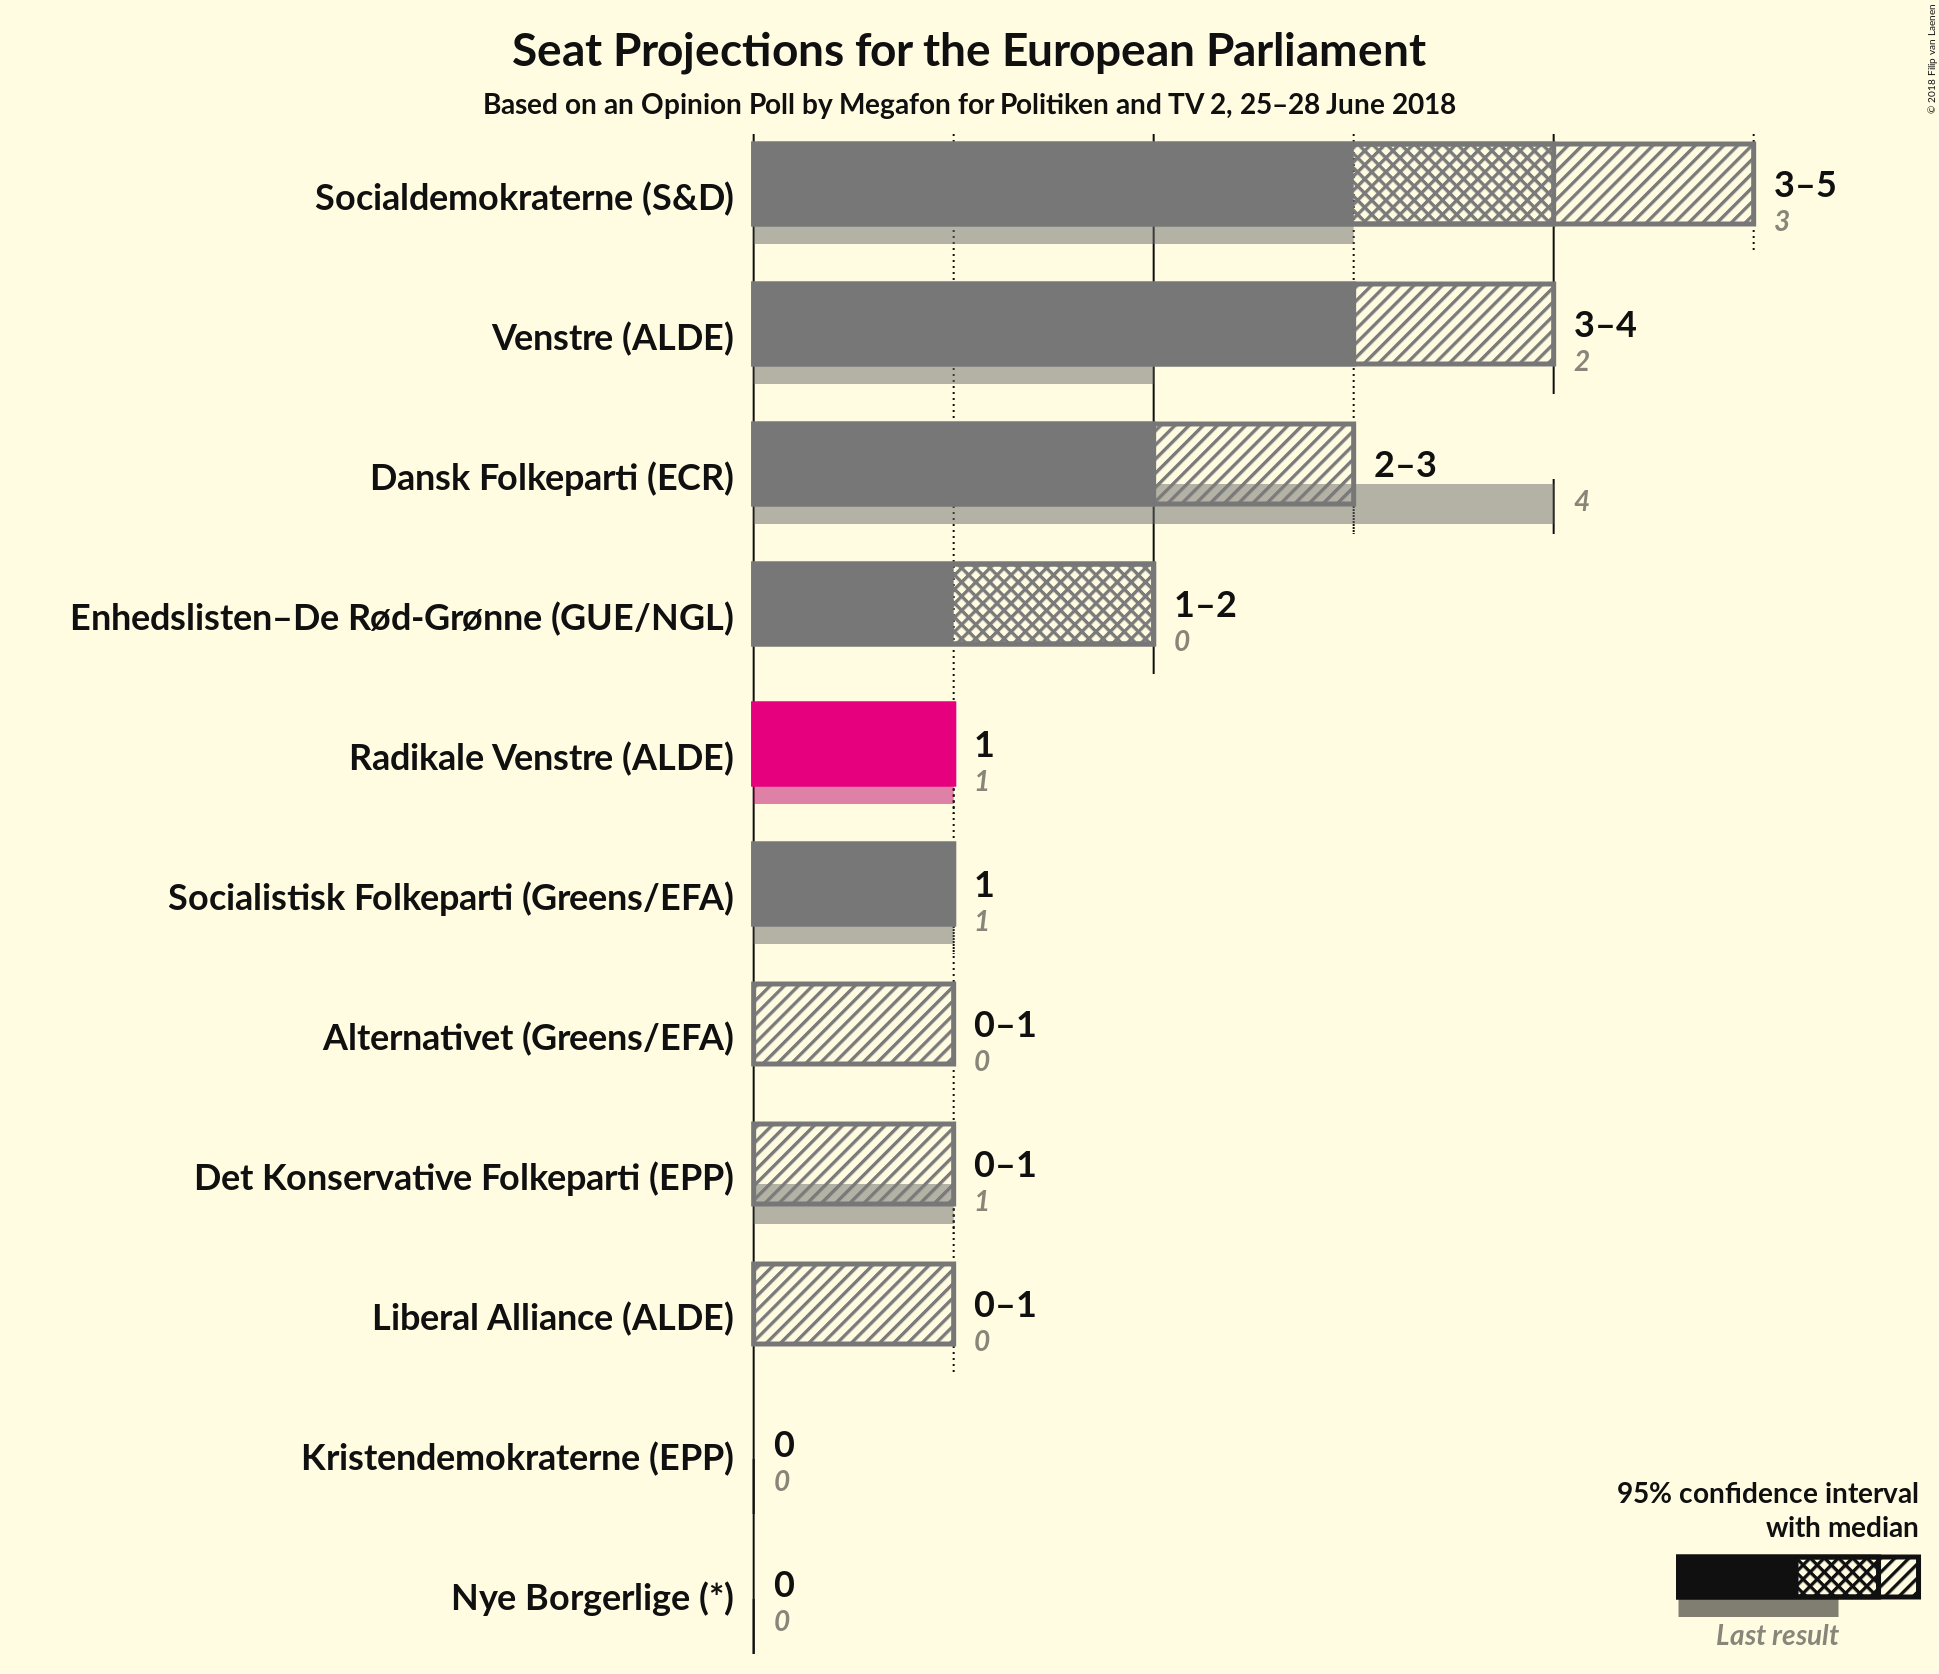 Seat Projections for the European Parliament
Based on an Opinion Poll by Megafon for Politiken and TV 2, 25–28 June 2018
© 2018 Filip van Laenen
Socialdemokraterne (S&D)
3–5
3
Venstre (ALDE)
3–4
2
Dansk Folkeparti (ECR)
2–3
4
Enhedslisten–De Rød-Grønne (GUE/NGL)
1–2
0
Radikale Venstre (ALDE)
1
1
Socialistisk Folkeparti (Greens/EFA)
1
1
Alternativet (Greens/EFA)
0–1
0
Det Konservative Folkeparti (EPP)
0–1
1
Liberal Alliance (ALDE)
0–1
0
Kristendemokraterne (EPP)
0
0
Nye Borgerlige (*)
0
0
95% confidence interval
with median
Last result